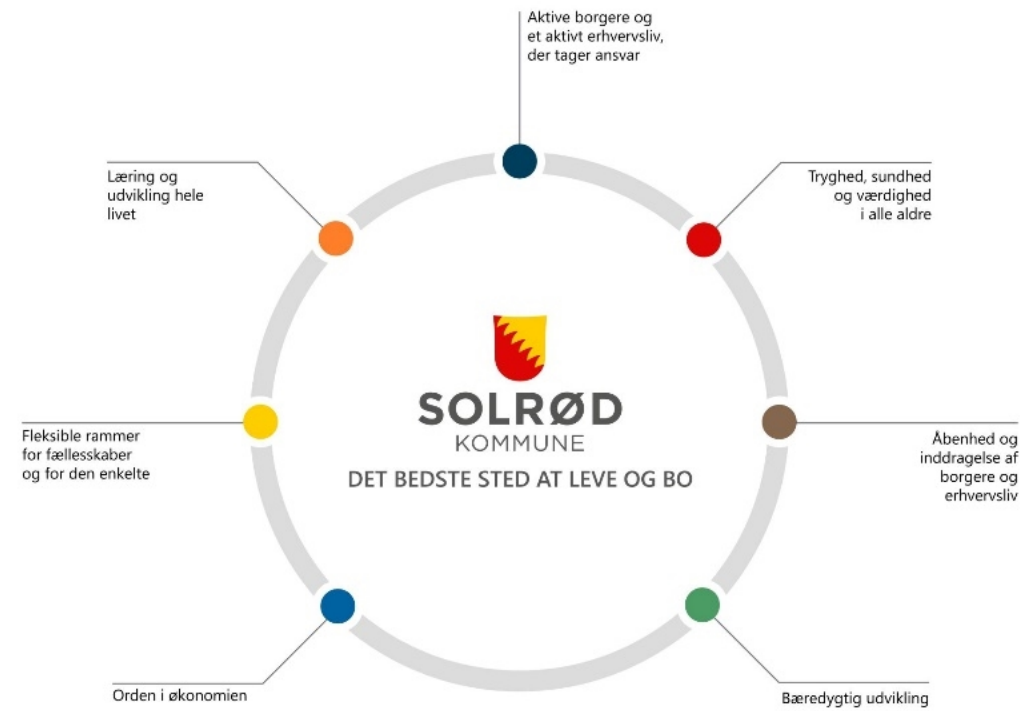 Aktive borgere og
et aktivt erhvervsliv,
der tager ansvar
Læring og
udvikling hele
livet
Tryghed, sundhed
og værdighed
i alle aldre
SOLRØD
KOMMUNE
DET BEDSTE STED AT LEVE OG BO
Fleksible rammer
for fællesskaber
og for den enkelte
Åbenhed og
inddragelse af
borgere og
erhvervsliv
Orden i økonomien
Bæredygtig udvikling